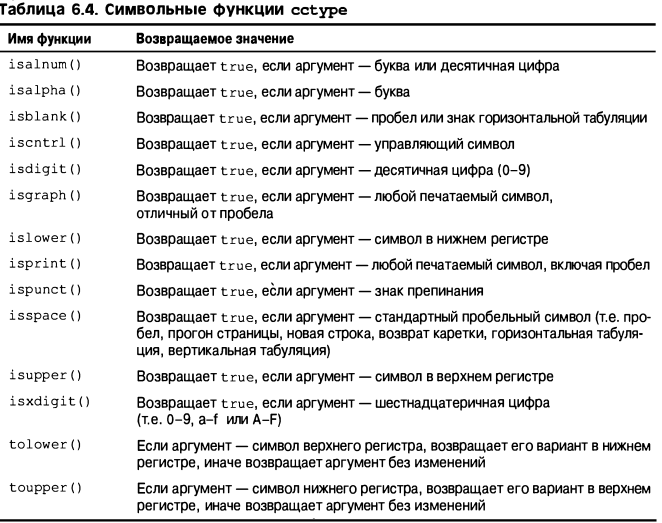 Таблица 6.4. Символьные функции cctype
Имя функции Возвращаемое значение
isalnum() Возвращает true, если аргумент — буква или десятичная цифра
isalpha() Возвращает true, если аргумент — буква
isblank() Возвращает true, если аргумент — пробел или знак горизонтальной табуляции
iscntrl() Возвращает true, если аргумент — управляющий символ
isdigit() Возвращает true, если аргумент — десятичная цифра (0–9)
isgraph() Возвращает true, если аргумент — любой печатаемый символ,
отличный от пробела
islower() Возвращает true, если аргумент — символ в нижнем регистре
isprint() Возвращает true, если аргумент — любой печатаемый символ, включая пробел
ispunct() Возвращает true, если аргумент — знак препинания
isspace() Возвращает true, если аргумент — стандартный пробельный символ (т.е. про-
бел, прогон страницы, новая строка, возврат каретки, горизонтальная табуля-
ция, вертикальная табуляция)
isupper() Возвращает true, если аргумент — символ в верхнем регистре
isxdigit() Возвращает true, если аргумент — шестнадцатеричная цифра
(т.е. 0–9, a–f или A–F)
tolower() Если аргумент — символ верхнего регистра, возвращает его вариант в нижнем
регистре, иначе возвращает аргумент без изменений
toupper() Если аргумент — символ нижнего регистра, возвращает его вариант в верхнем
регистре, иначе возвращает аргумент без изменений